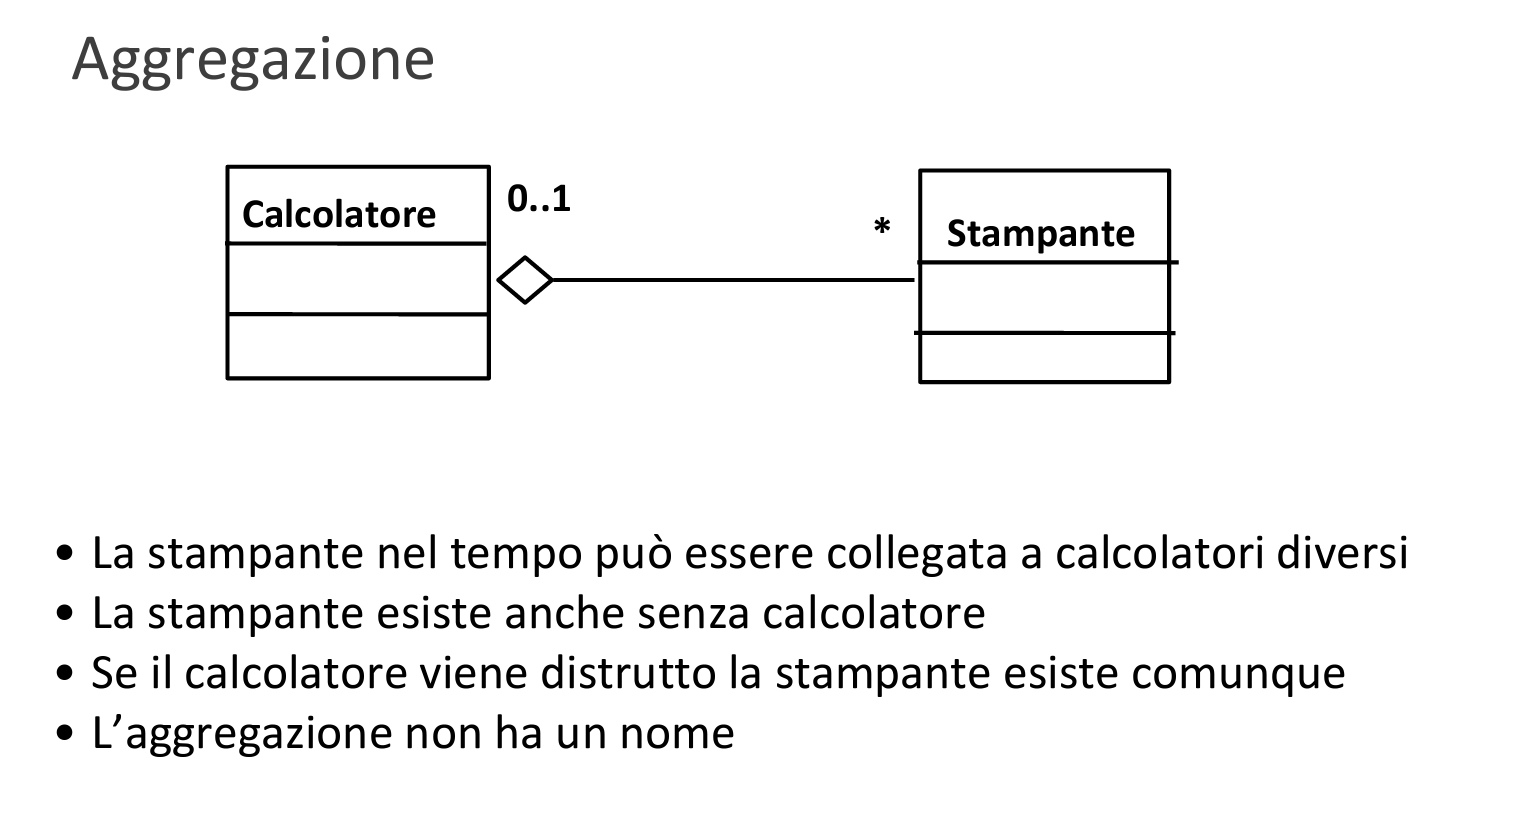 Aggregazione
Calcolatore
0..1
*
Stampante
• La stampante nel tempo può essere collegata a calcolatori diversi
• La stampante esiste anche senza calcolatore
• Se il calcolatore viene distrutto la stampante esiste comunque
• L’aggregazione non ha un nome